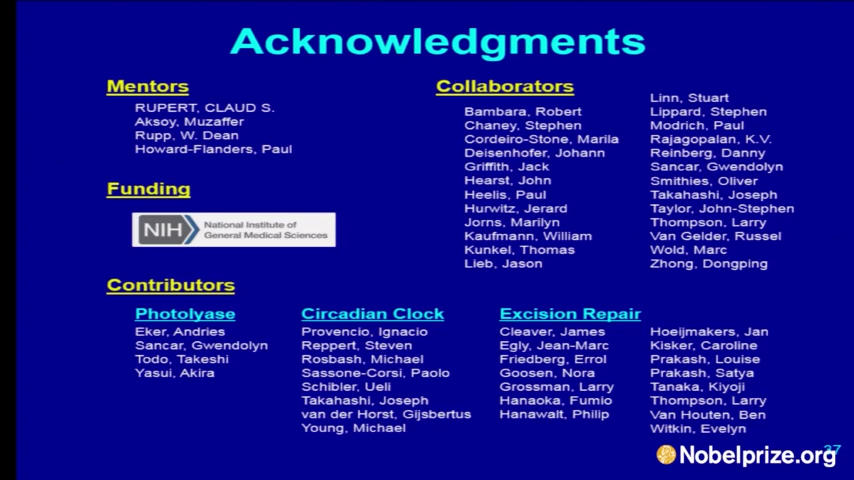 Acknowledgments
Mentors
RUPERT, CLAUD S.
Aksoy, Muzaffer
Rupp, W. Dean
Howard-Flanders, Paul
Funding
NIH
National Institute of
General Medical Sciences
Collaborators
Bambara, Robert
Chaney, Stephen
Cordeiro-Stone, Marila
Deisenhofer, Johann
Griffith, Jack
Hearst, John
Heelis, Paul
Hurwitz, Jerard
Jorns, Marilyn
Kaufmann, William
Kunkel, Thomas
Lieb, Jason
Linn, Stuart
Lippard, Stephen
Modrich, Paul
Rajagopalan, K.V.
Reinberg, Danny
Sancar, Gwendolyn
Smithies, Oliver
Takahashi, Joseph
Taylor, John-Stephen
Thompson, Larry
Van Gelder, Russel
Wold, Marc
Zhong, Dongping
Contributors
Photolyase
Eker, Andries
Sancar, Gwendolyn
Todo, Takeshi
Yasui, Akira
Circadian Clock
Provencio, Ignacio
Reppert, Steven
Rosbash, Michael
Sassone-Corsi, Paolo
Schibler, Ueli
Takahashi, Joseph
van der Horst, Gijsbertus
Young, Michael
Excision Repair
Cleaver, James
Egly, Jean-Marc
Friedberg, Errol
Goosen, Nora
Grossman, Larry
Hanaoka, Fumio
Hanawalt, Philip
Hoeijmakers, Jan
Kisker, Caroline
Prakash, Louise
Prakash, Satya
Tanaka, Kiyoji
Thompson, Larry
Van Houten, Ben
Witkin, Evelyn
37
Nobelprize.org